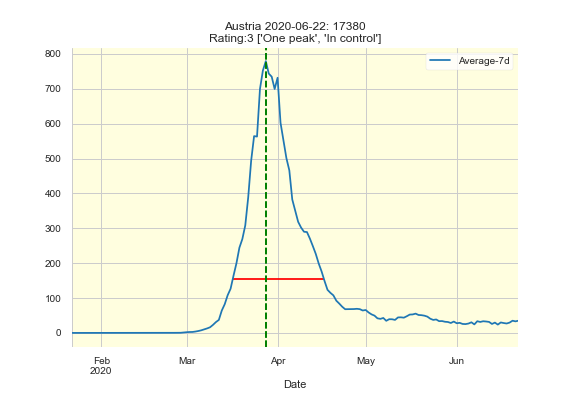 Austria 2020-06-22: 17380
Rating:3 ['One peak', 'In control']
Average-7d
800
700
600
500
400
300
200
100
0
Feb
2020
Mar
Apr
May
Jun
Date